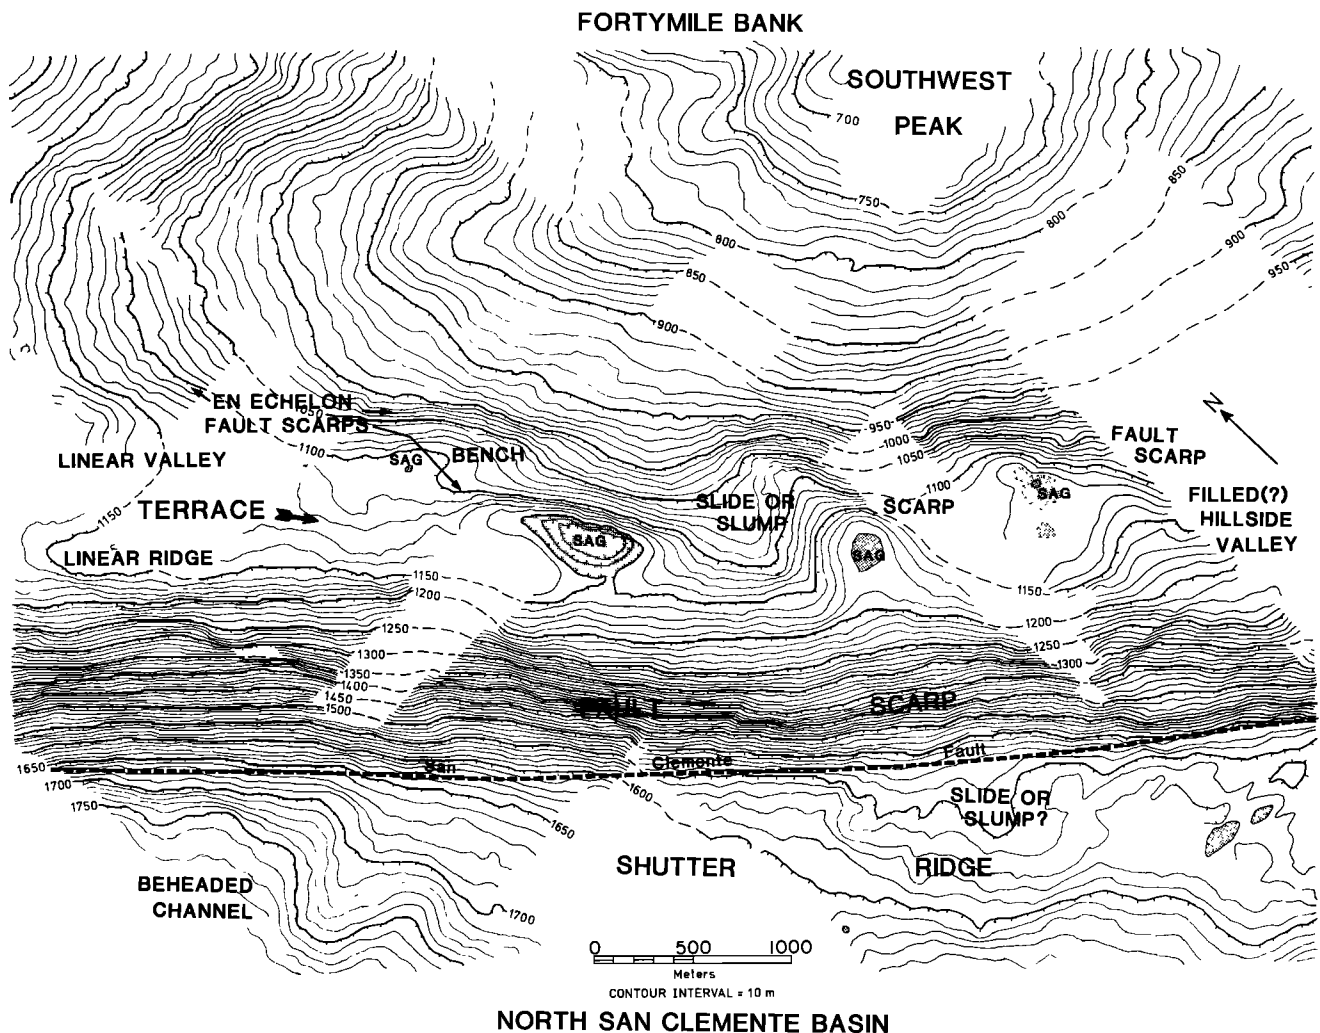 FORTYMILE BANK
SOUTHWEST
PEAK
700
750
850
800
800
900
850
950
900
EN ECHELON
1050
FAULT SCARPS
950
1000
1050
FAULT
SCARP
1100
SAG
BENCH
LINEAR VALLEY
N
1100
SAG
SLIDE OR
SLUMP
SCARP
FILLED(?)
HILLSIDE
VALLEY
TERRACE
1150
SAG
SAG
LINEAR RIDGE
1150
1150
1200
1200
1250
1250
1300
1300
1350
1400
1450
1500
FAULT
SCARP
San
Clemente
Fault
1650
1700
1750
1600
1650
SLIDE OR
SLUMP?
SHUTTER
RIDGE
BEHEADED
CHANNEL
1700
0 500 1000
Meters
CONTOUR INTERVAL = 10 m
NORTH SAN CLEMENTE BASIN